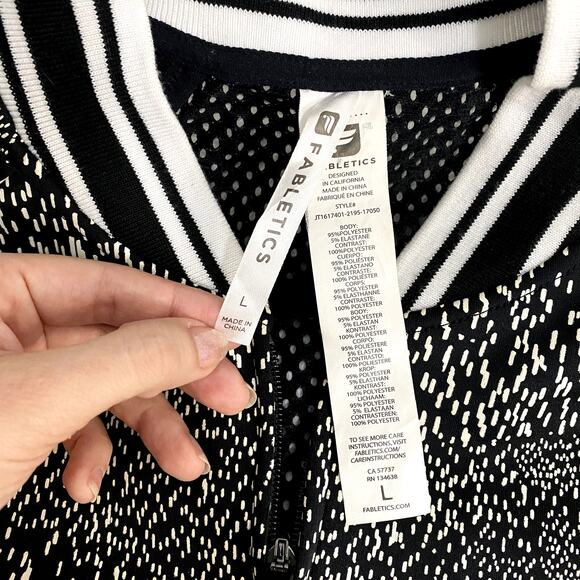 FABLETICS
L
MADE IN
CHINA
DESIGNED
IN CALIFORNIA
MADE IN CHINA
FABRIQUÉ EN CHINE
STYLE#
JT1617401-2195-17050
BODY:
95%POLYESTER
5% ELASTANE
CONTRAST:
100%POLYESTER
CUERPO:
95% POLIÉSTER
5% ELASTANO
CONTRASTE:
100% POLIÉSTER
CORPS:
95% POLYESTER
5% ELASTHANNE
CONTRASTE:
100% POLYESTER
BODY:
95% POLYESTER
5% ELASTAN
KONTRAST:
100% POLYESTER
CORPO:
95% POLIESTERE
5% ELASTAN
CONTRASTO:
100% POLIESTERE
KROP:
95% POLYESTER
5% ELASTHAN
KONTRAST:
100% POLYESTER
LICHAAM:
95% POLYESTER
5% ELASTAAN
CONTRASTEREN:
100% POLYESTER
TO SEE MORE CARE
INSTRUCTIONS, VISIT
FABLETICS.COM/
CAREINSTRUCTIONS
CA 57737
RN 134638
L
FABLETICS.COM